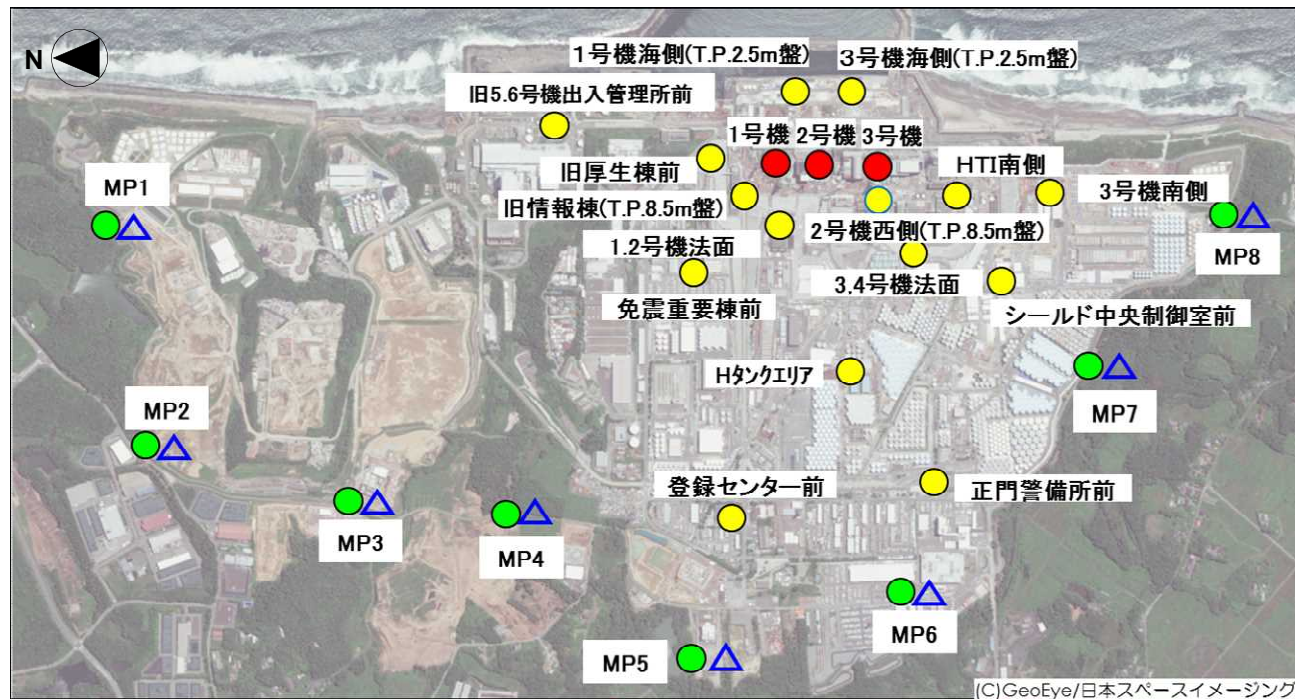 N
1号機海側(T.P.2.5m盤)
3号機海側(T.P.2.5m盤)
旧5.6号機出入管理所前
1号機 2号機 3号機
旧厚生棟前
HTI南側
MP1
3号機南側
旧情報棟(T.P.8.5m盤)
2号機西側(T.P.8.5m盤)
1.2号機法面
MP8
3.4号機法面
免震重要棟前
シールド中央制御室前
Hタンクエリア
MP2
MP7
登録センター前
正門警備所前
MP3
MP4
MP6
MP5
(C)GeoEye/日本スペースイメージング